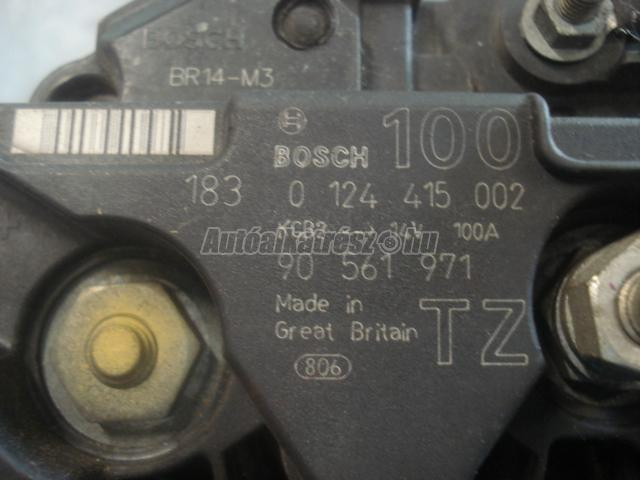 BOSCH
BR14-M3
BOSCH 100
183 0 124 415 002
14V 100A
Autóalkatrész.hu
90 561 971
Made in
Great Britain
TZ
806